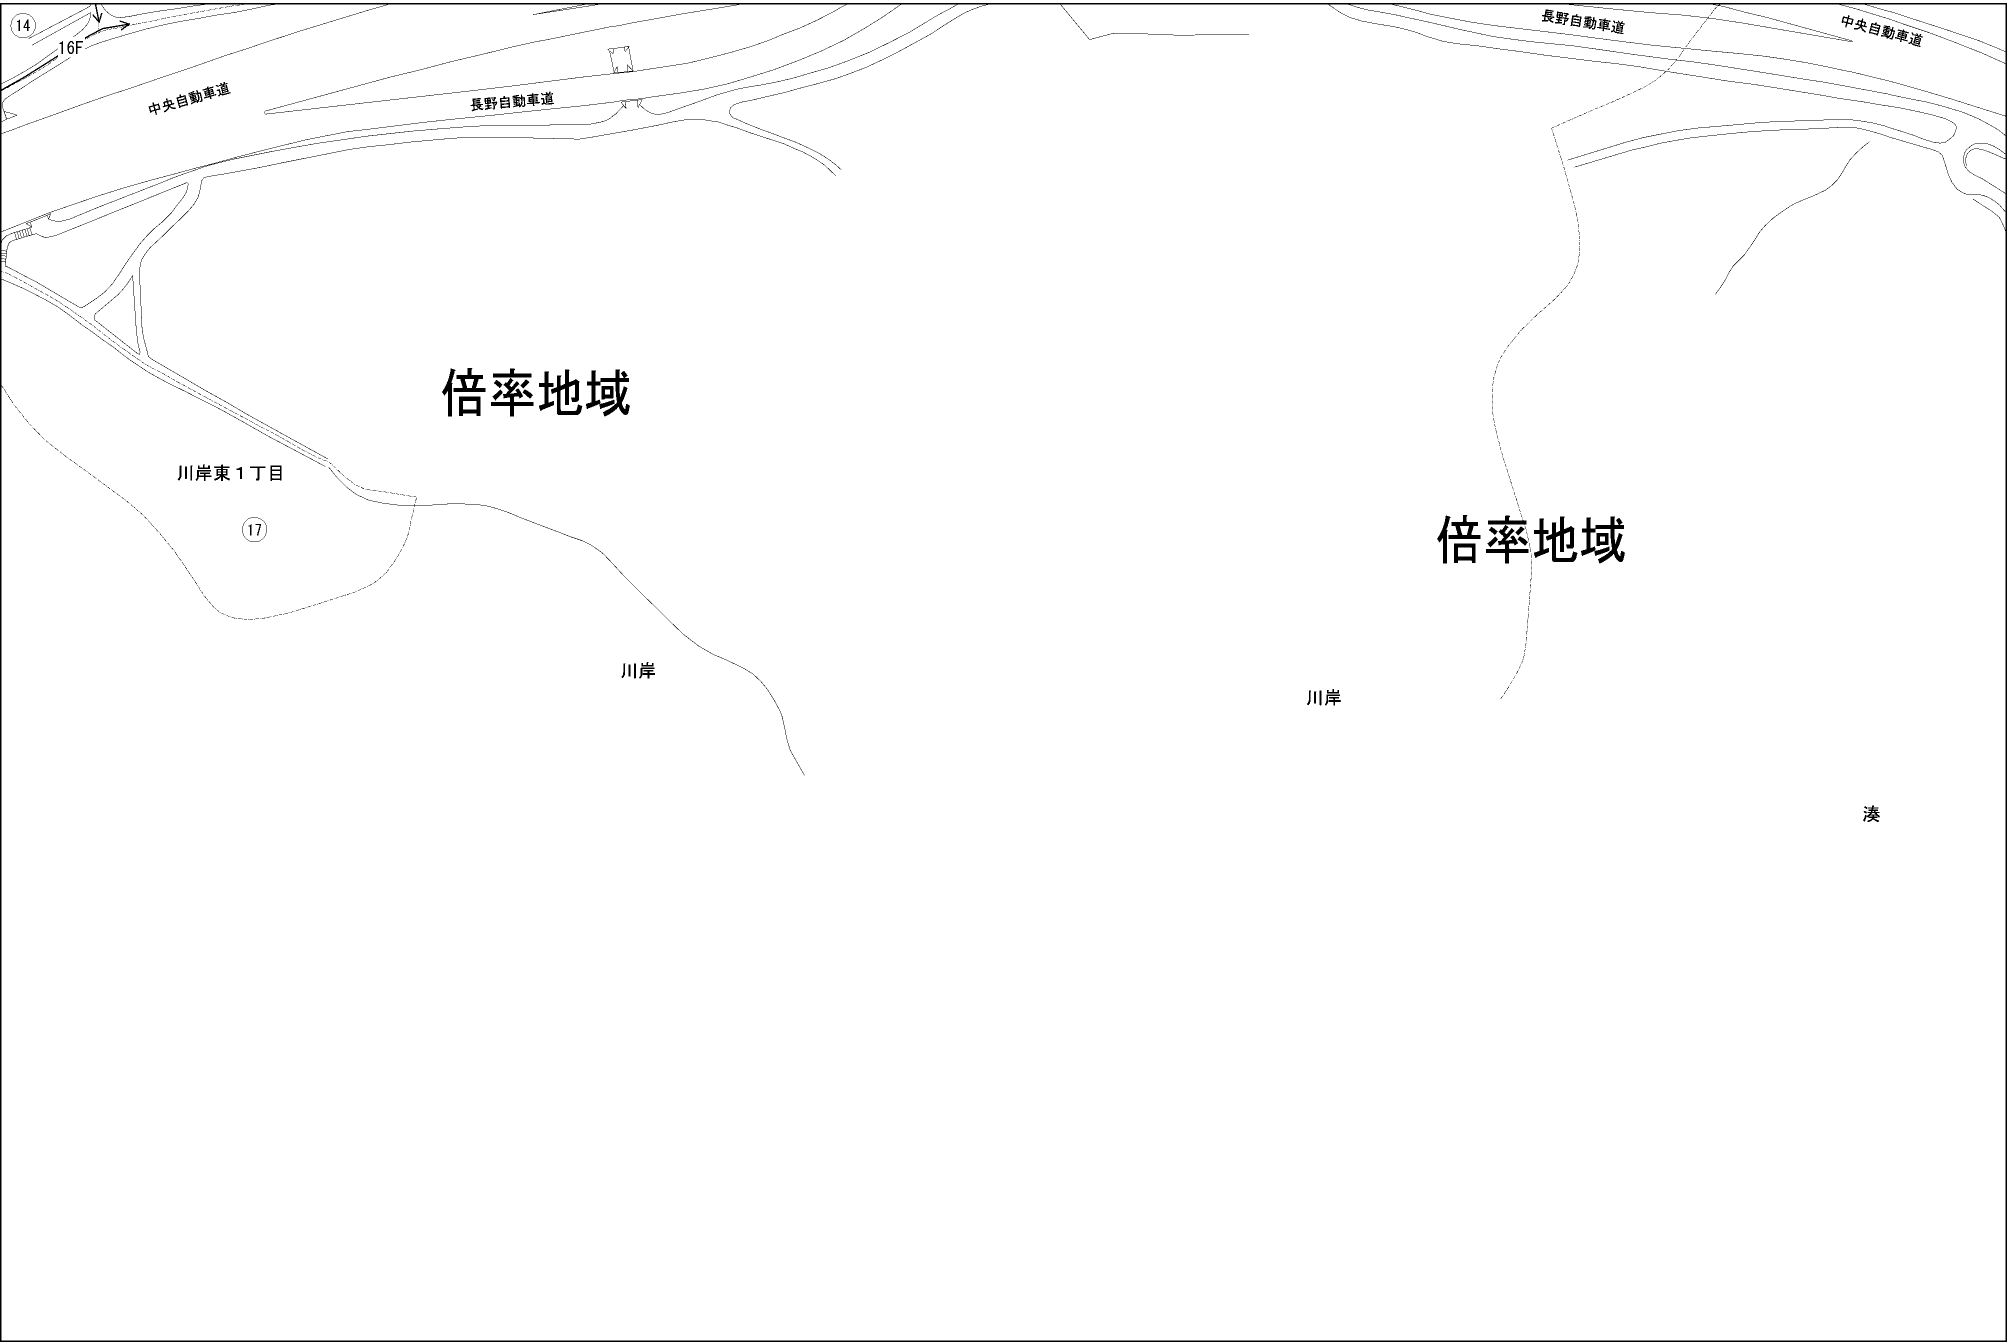 14
16F
長野自動車道
中央自動車道
中央自動車道
長野自動車道
倍率地域
川岸東1丁目
17
倍率地域
川岸
川岸
湊